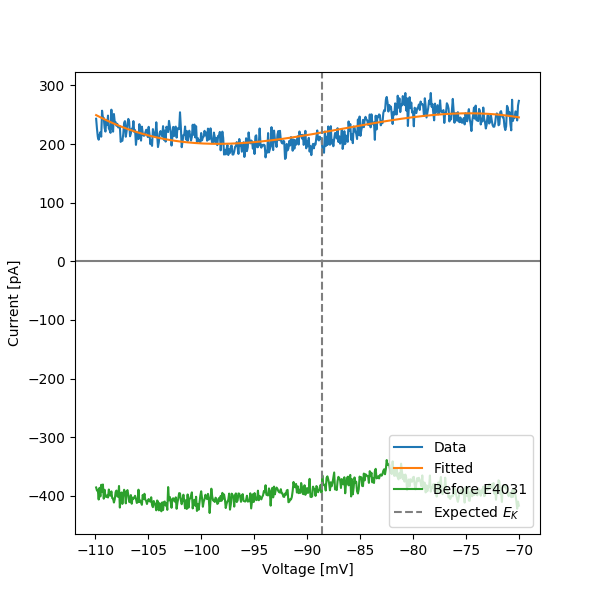 300
200
100
0
−100
−200
−300
−400
Current [pA]
Data
Fitted
Before E4031
Expected E_K
−110 −105 −100 −95 −90 −85 −80 −75 −70
Voltage [mV]